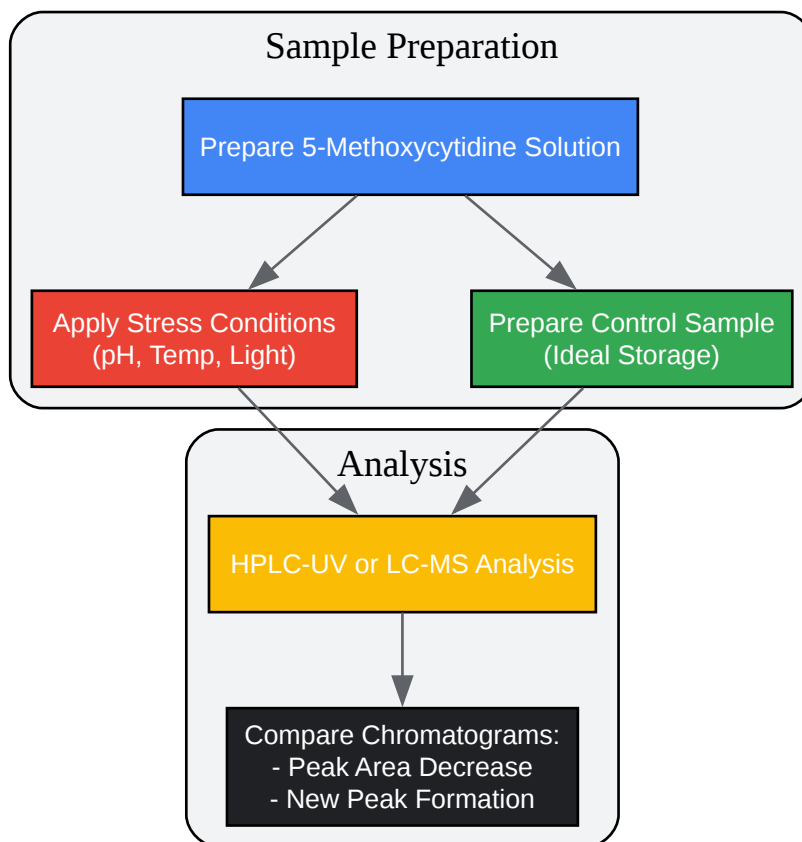 Sample Preparation
Prepare 5-Methoxycytidine Solution
Apply Stress Conditions
(pH, Temp, Light)
Prepare Control Sample
(Ideal Storage)
Analysis
HPLC-UV or LC-MS Analysis
Compare Chromatograms:
- Peak Area Decrease
- New Peak Formation